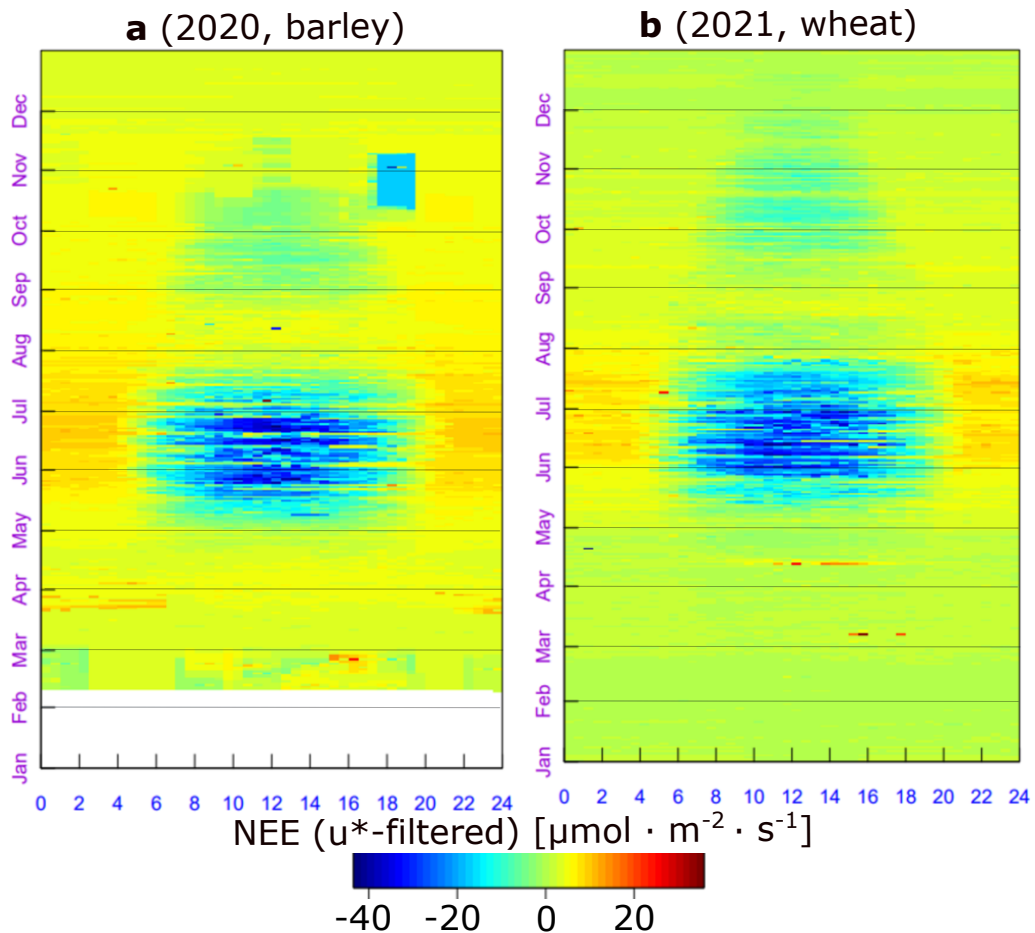 a (2020, barley)
b (2021, wheat)
Dec
Nov
Oct
Sep
Aug
Jul
Jun
May
Apr
Mar
Feb
Jan
0 2 4 6 8 10 12 14 16 18 20 22 24
Dec
Nov
Oct
Sep
Aug
Jul
Jun
May
Apr
Mar
Feb
Jan
0 2 4 6 8 10 12 14 16 18 20 22 24
NEE (u*-filtered) [µmol · m⁻² · s⁻¹]
-40 -20 0 20